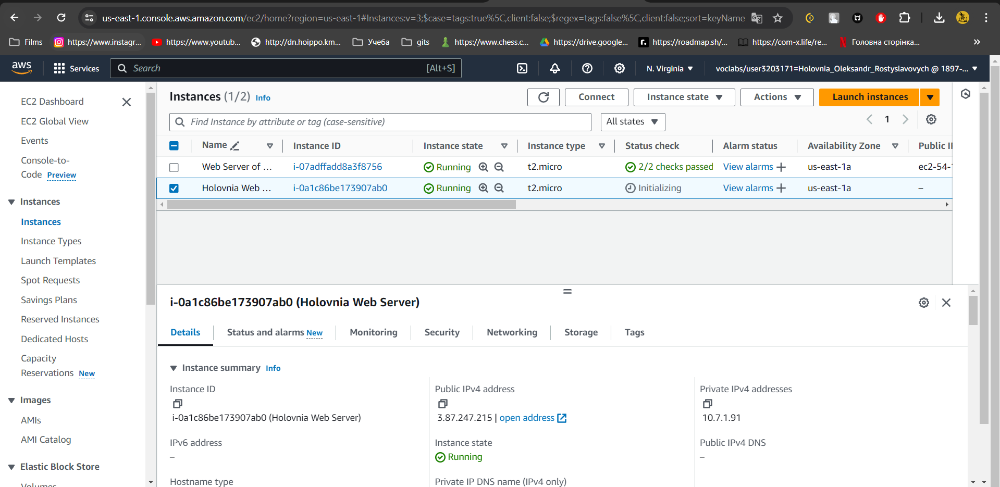 us-east-1.console.aws.amazon.com/ec2/home?region=us-east-1#Instances:v=3;$case=tags:true%5C,client:false;$regex=tags:false%5C,client:false;sort=keyName
Films
https://www.instagr...
https://www.youtub...
http://dn.hoippo.km...
Учеба
gits
https://www.chess.c...
https://drive.google...
https://roadmap.sh/...
https://com-x.life/re...
Головна сторінка...
aws
Services
Search
[Alt+S]
N. Virginia
voclabs/user3203171=Holovnia_Oleksandr_Rostyslavovych @ 1897-...
EC2 Dashboard
EC2 Global View
Events
Console-to-
Code Preview
Instances
Instances
Instance Types
Launch Templates
Spot Requests
Savings Plans
Reserved Instances
Dedicated Hosts
Capacity
Reservations New
Images
AMIs
AMI Catalog
Elastic Block Store
Volumes
Instances (1/2) Info
Connect
Instance state
Actions
Launch instances
Find Instance by attribute or tag (case-sensitive)
All states
1
Name Instance ID Instance state Instance type Status check Alarm status Availability Zone Public I
Web Server of ... i-07adffadd8a3f8756 Running t2.micro 2/2 checks passed View alarms + us-east-1a ec2-54-
Holovnia Web ... i-0a1c86be173907ab0 Running t2.micro Initializing View alarms + us-east-1a –
i-0a1c86be173907ab0 (Holovnia Web Server)
Details
Status and alarms New
Monitoring
Security
Networking
Storage
Tags
Instance summary Info
Instance ID
i-0a1c86be173907ab0 (Holovnia Web Server)
Public IPv4 address
3.87.247.215 | open address
Private IPv4 addresses
10.7.1.91
IPv6 address
–
Instance state
Running
Public IPv4 DNS
–
Hostname type
Private IP DNS name (IPv4 only)